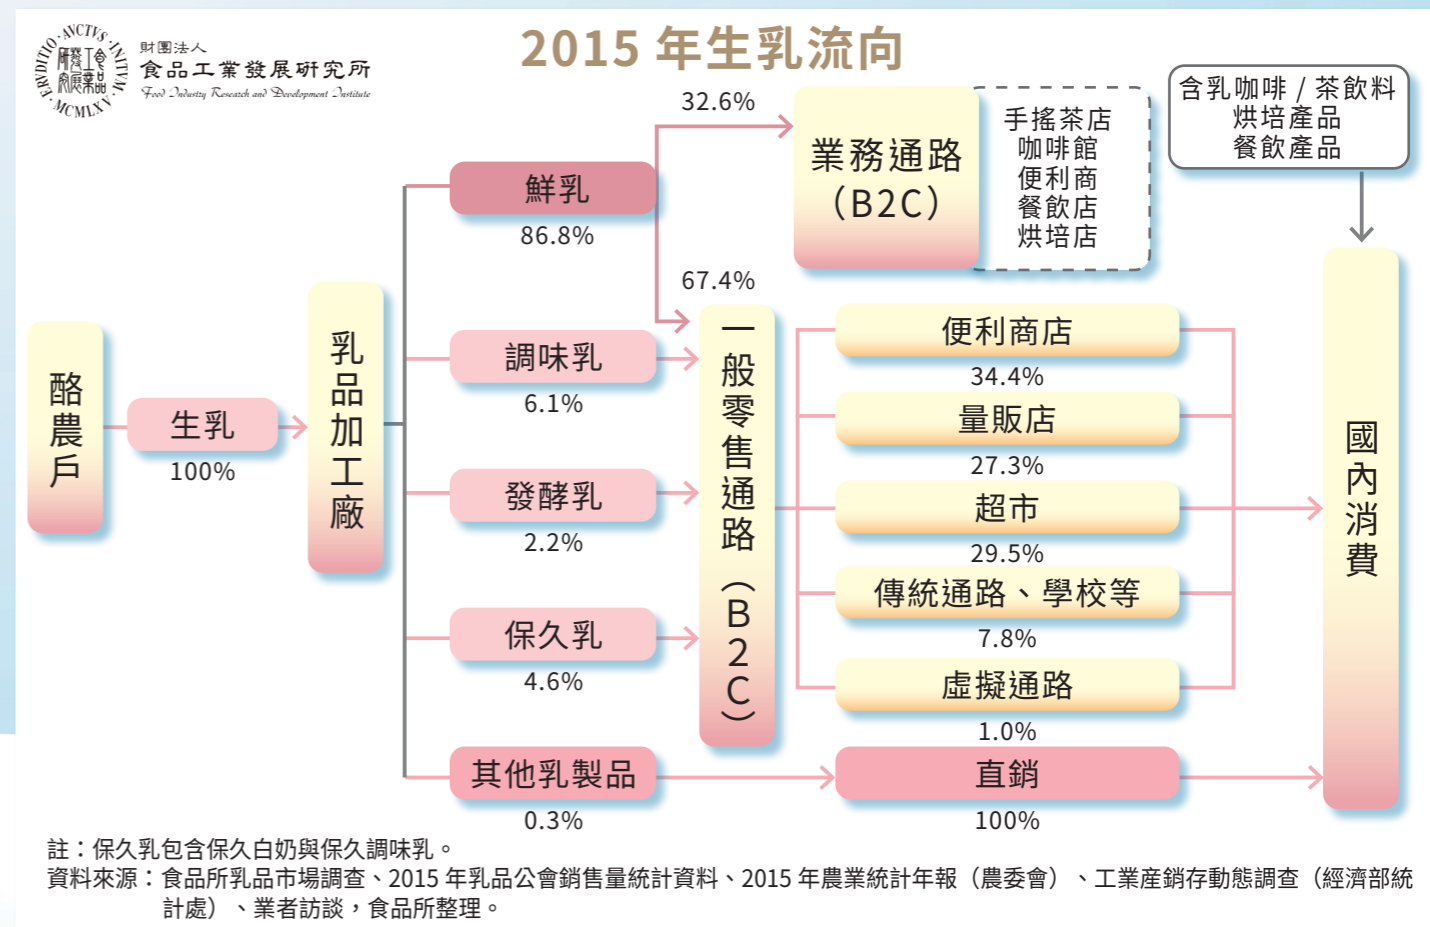 ERVDITIO·AVCTVS·INITVM·MCMLXV·
財團法人
食品工業發展研究所
Food Industry Research and Development Institute
2015 年生乳流向
酪農戶
生乳
100%
乳品加工廠
鮮乳
86.8%
調味乳
6.1%
發酵乳
2.2%
保久乳
4.6%
其他乳製品
0.3%
32.6%
67.4%
業務通路
（B2C）
手搖茶店
咖啡館
便利商
餐飲店
烘培店
一般零售通路（B2C）
便利商店
34.4%
量販店
27.3%
超市
29.5%
傳統通路、學校等
7.8%
虛擬通路
1.0%
直銷
100%
含乳咖啡 / 茶飲料
烘培產品
餐飲產品
國內消費
註：保久乳包含保久白奶與保久調味乳。
資料來源：食品所乳品市場調查、2015 年乳品公會銷售量統計資料、2015 年農業統計年報（農委會）、工業産銷存動態調查（經濟部統
計處）、業者訪談，食品所整理。